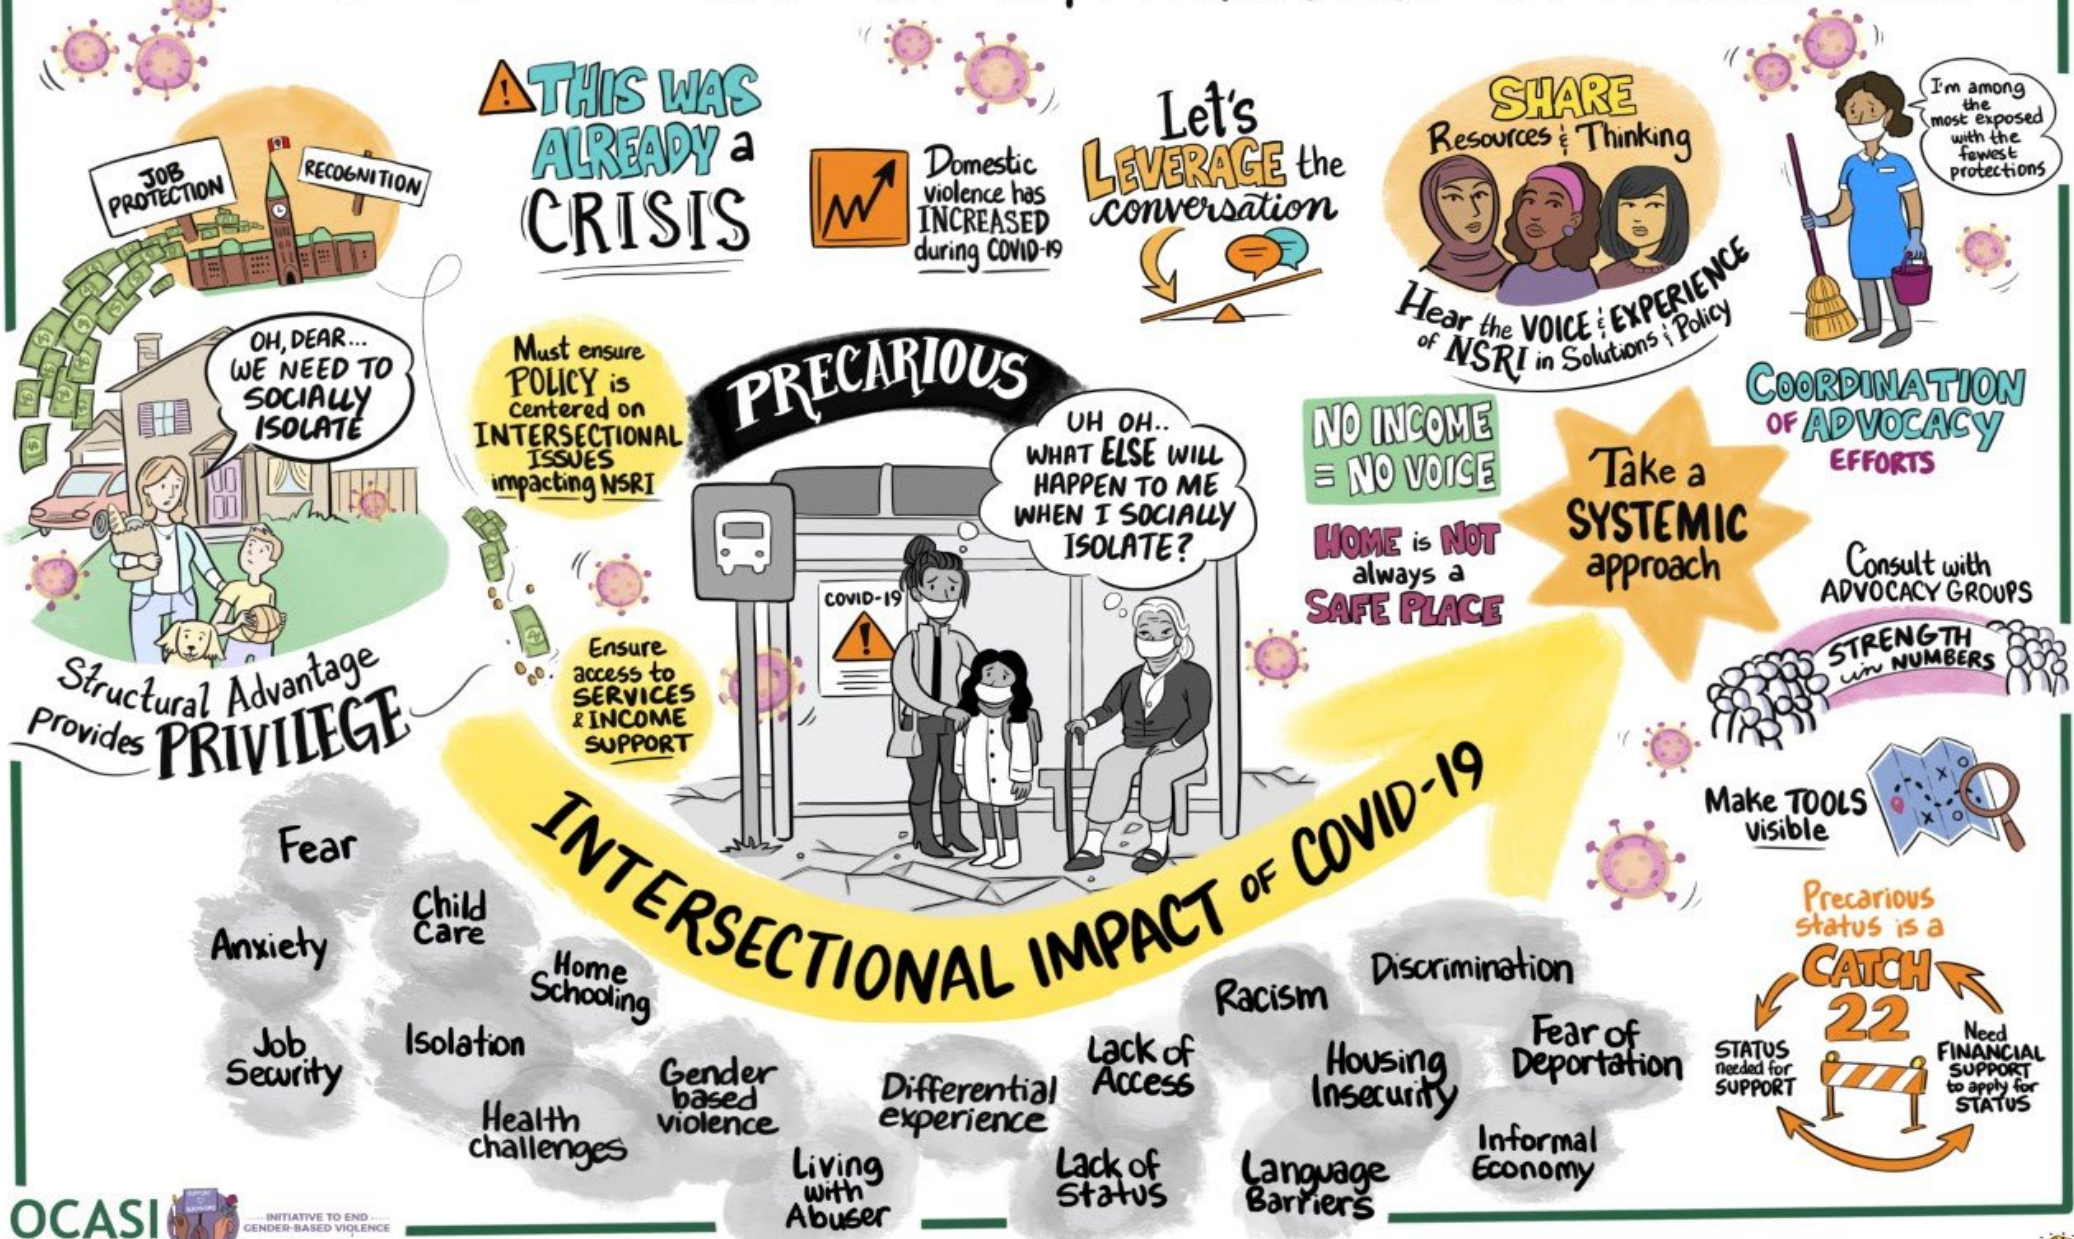 JOB
PROTECTION
RECOGNITION
OH, DEAR...
WE NEED TO
SOCIALLY
ISOLATE
Structural Advantage
provides PRIVILEGE
THIS WAS
ALREADY a
CRISIS
Domestic
violence has
INCREASED
during COVID-19
Let's
LEVERAGE the
conversation
SHARE
Resources & Thinking
Hear the VOICE & EXPERIENCE
of NSRI in Solutions & Policy
I'm among
the
most exposed
with the
fewest
protections
Must ensure
POLICY is
centered on
INTERSECTIONAL
ISSUES
impacting NSRI
PRECARIOUS
UH OH..
WHAT ELSE WILL
HAPPEN TO ME
WHEN I SOCIALLY
ISOLATE?
COVID-19
Ensure
access to
SERVICES
& INCOME
SUPPORT
NO INCOME
= NO VOICE
HOME is NOT
always a
SAFE PLACE
Take a
SYSTEMIC
approach
COORDINATION
OF ADVOCACY
EFFORTS
Consult with
ADVOCACY GROUPS
STRENGTH
in NUMBERS
Make TOOLS
visible
INTERSECTIONAL IMPACT OF COVID-19
Fear
Anxiety
Child
Care
Home
Schooling
Job
Security
Isolation
Health
challenges
Gender
based
violence
Living
with
Abuser
Differential
experience
Lack of
Access
Lack of
Status
Racism
Discrimination
Housing
Insecurity
Fear of
Deportation
Language
Barriers
Informal
Economy
Precarious
status is a
CATCH
22
STATUS
needed for
SUPPORT
Need
FINANCIAL
SUPPORT
to apply for
STATUS
OCASI
INITIATIVE TO END
GENDER-BASED VIOLENCE